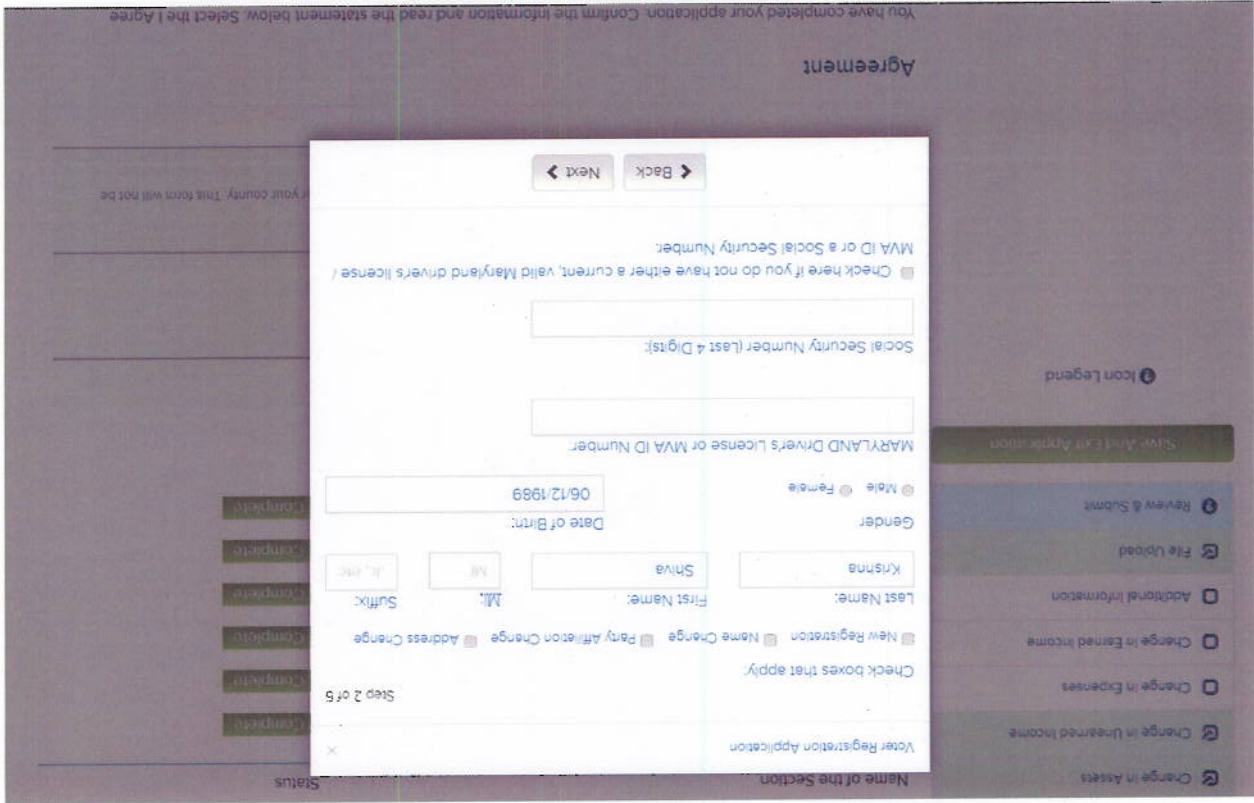 Change in Assets
Change in Unearned Income
Change in Expenses
Change in Earned Income
Additional Information
File Upload
Review & Submit
Save And Exit Application
Icon Legend
Name of the Section
Status
Complete
Complete
Complete
Complete
Complete
Complete
Voter Registration Application
×
Step 2 of 5
Check boxes that apply:
New Registration Name Change Party Affiliation Change Address Change
Last Name: First Name: MI: Suffix:
Krishna Shiva MI Jr., etc
Gender Date of Birth:
Male Female 06/12/1989
MARYLAND Driver's License or MVA ID Number:
Social Security Number (Last 4 Digits):
Check here if you do not have either a current, valid Maryland driver's license /
MVA ID or a Social Security Number.
Back Next
your county. This form will not be
Agreement
You have completed your application. Confirm the information and read the statement below. Select the I Agree